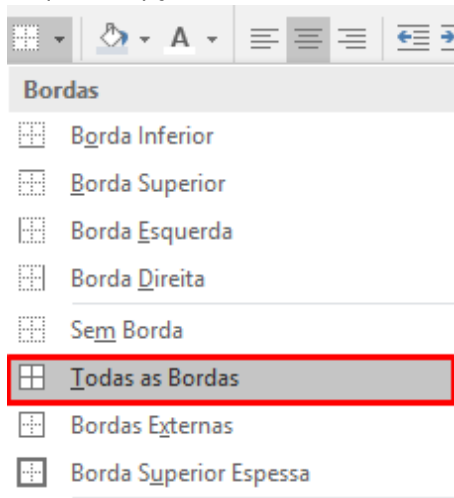 A
Bordas
Borda Inferior
Borda Superior
Borda Esquerda
Borda Direita
Sem Borda
Todas as Bordas
Bordas Externas
Borda Superior Espessa